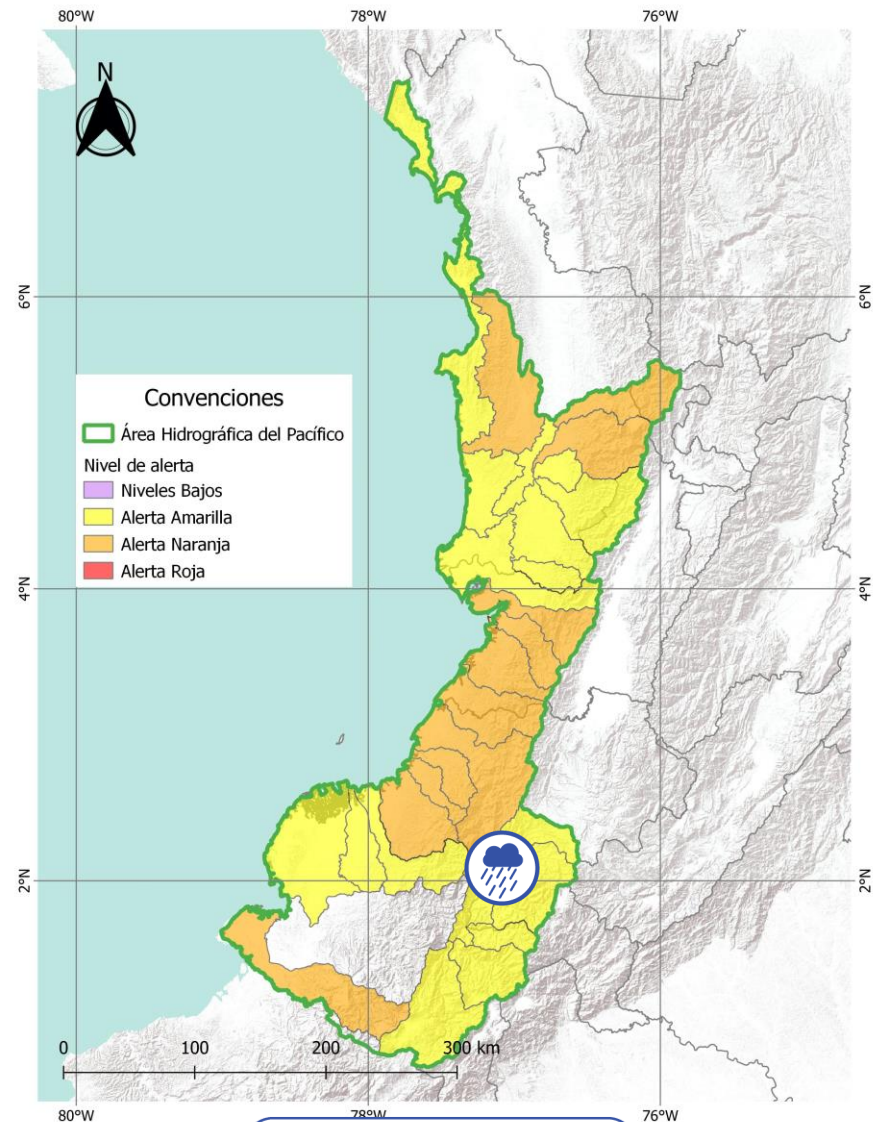 80°W 78°W 76°W
N
6°N 6°N
Convenciones
Área Hidrográfica del Pacífico
Nivel de alerta
Niveles Bajos
Alerta Amarilla
Alerta Naranja
Alerta Roja
4°N 4°N
2°N 2°N
0 100 200 300 km
80°W 78°W 76°W